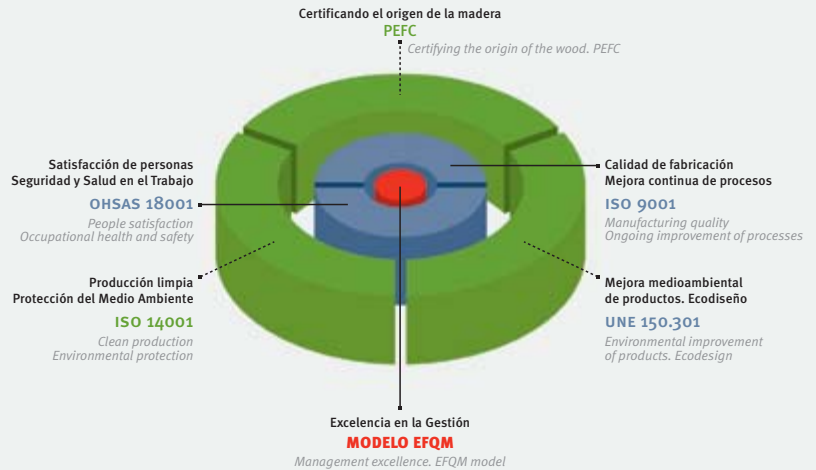 Certificando el origen de la madera
PEFC
Certifying the origin of the wood. PEFC
Satisfacción de personas
Seguridad y Salud en el Trabajo
OHSAS 18001
People satisfaction
Occupational health and safety
Calidad de fabricación
Mejora continua de procesos
ISO 9001
Manufacturing quality
Ongoing improvement of processes
Producción limpia
Protección del Medio Ambiente
ISO 14001
Clean production
Environmental protection
Mejora medioambiental
de productos. Ecodiseño
UNE 150.301
Environmental improvement
of products. Ecodesign
Excelencia en la Gestión
MODELO EFQM
Management excellence. EFQM model